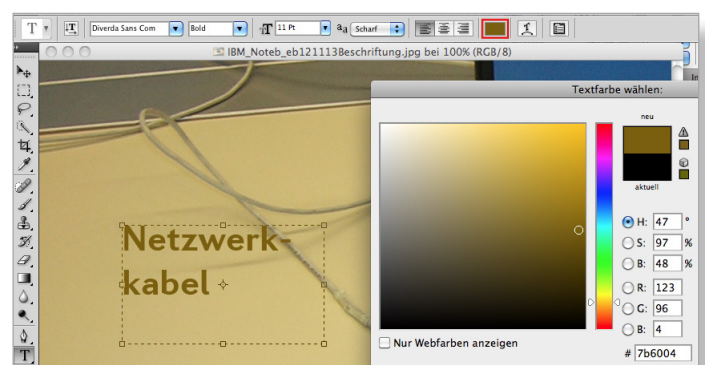 T
T
Diverda Sans Com
Bold
T
11 Pt
aa
Scharf
IBM_Noteb_eb121113Beschriftung.jpg bei 100% (RGB/8)
Textfarbe wählen:
neu
aktuell
H: 47 °
S: 97 %
B: 48 %
R: 123
G: 96
B: 4
# 7b6004
Nur Webfarben anzeigen
Netzwerk-
kabel
T